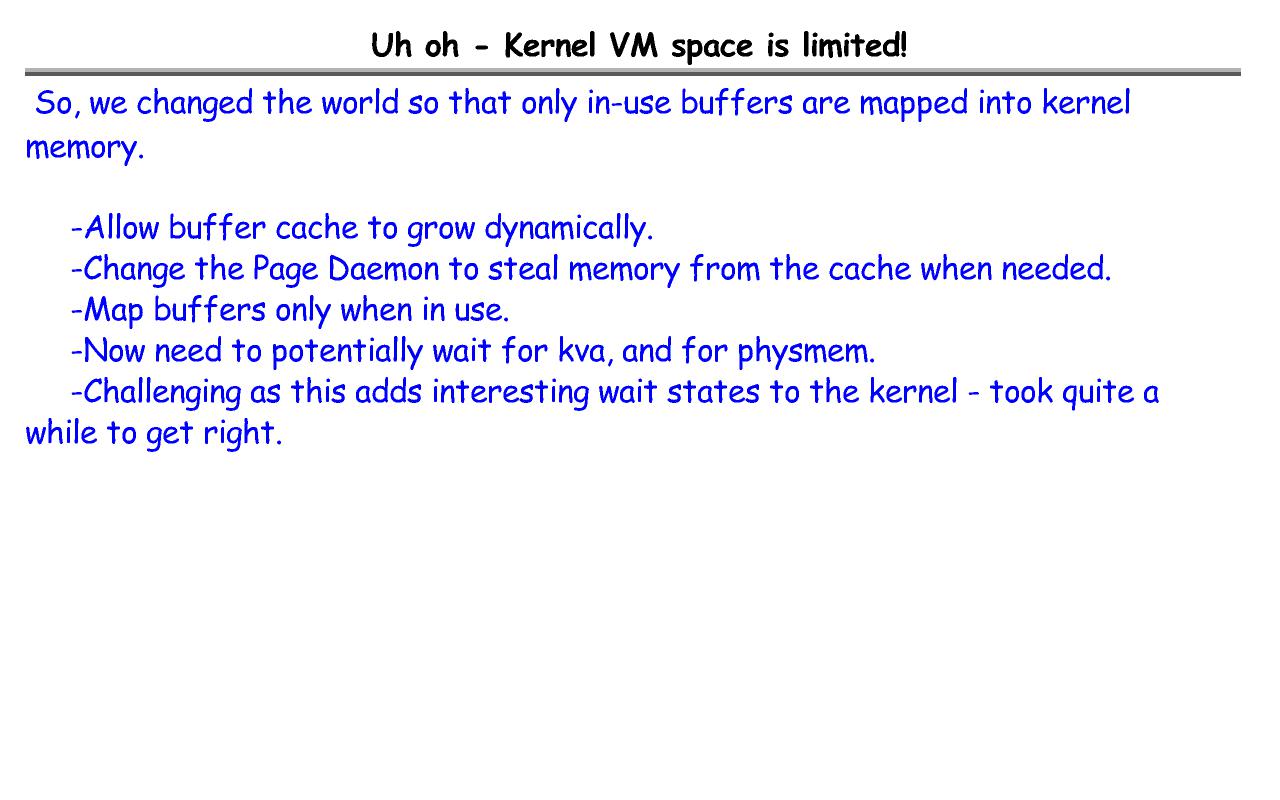 Uh oh - Kernel VM space is limited!
So, we changed the world so that only in-use buffers are mapped into kernel
memory.
-Allow buffer cache to grow dynamically.
-Change the Page Daemon to steal memory from the cache when needed.
-Map buffers only when in use.
-Now need to potentially wait for kva, and for physmem.
-Challenging as this adds interesting wait states to the kernel - took quite a
while to get right.